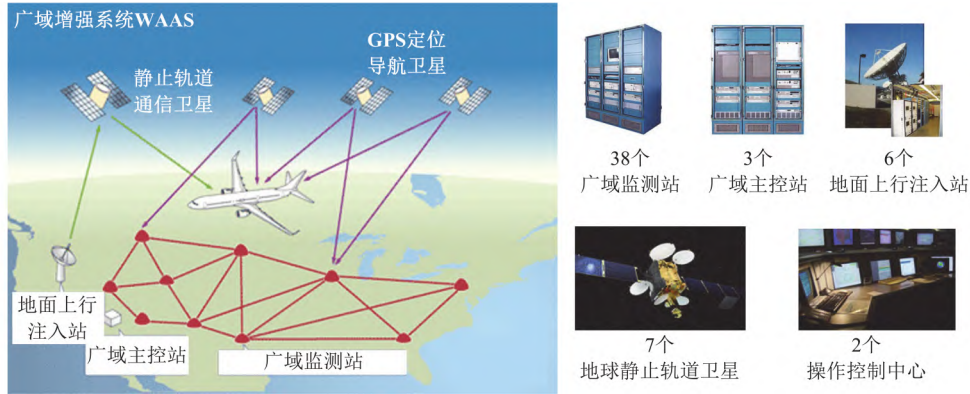 广域增强系统WAAS
GPS定位
导航卫星
静止轨道
通信卫星
地面上行
注入站
广域主控站
广域监测站
38个
广域监测站
3个
广域主控站
6个
地面上行注入站
7个
地球静止轨道卫星
2个
操作控制中心